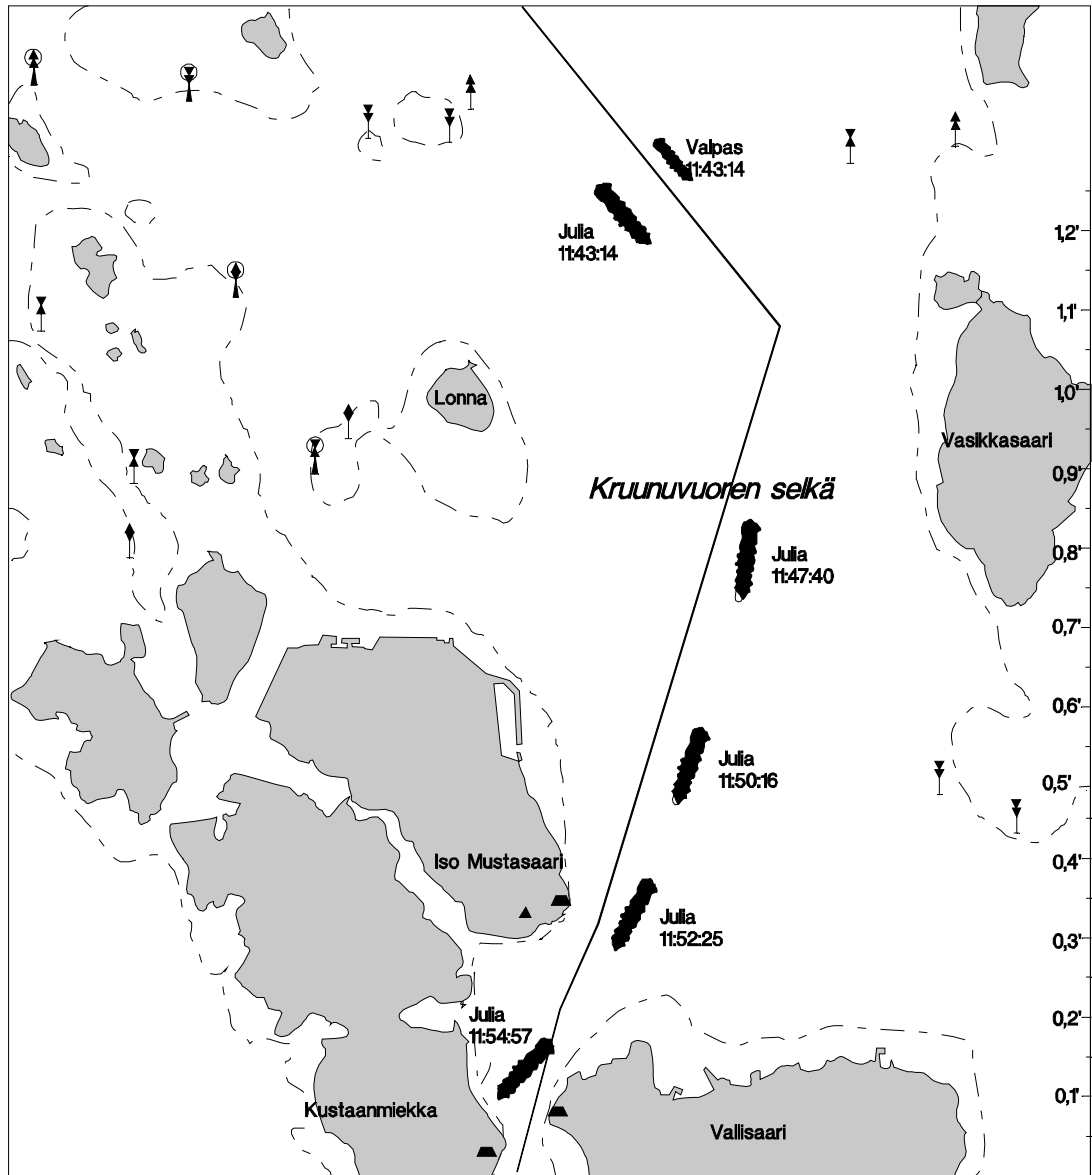 Valpas
11:43:14
Julia
11:43:14
1,2'
1,1'
1,0'
Lonna
Vasikkasaari
0,9'
Kruunuvuoren selkä
Julia
11:47:40
0,8'
0,7'
0,6'
Julia
11:50:16
0,5'
Iso Mustasaari
0,4'
Julia
11:52:25
0,3'
Julia
11:54:57
0,2'
Kustaanmiekka
0,1'
Vallisaari